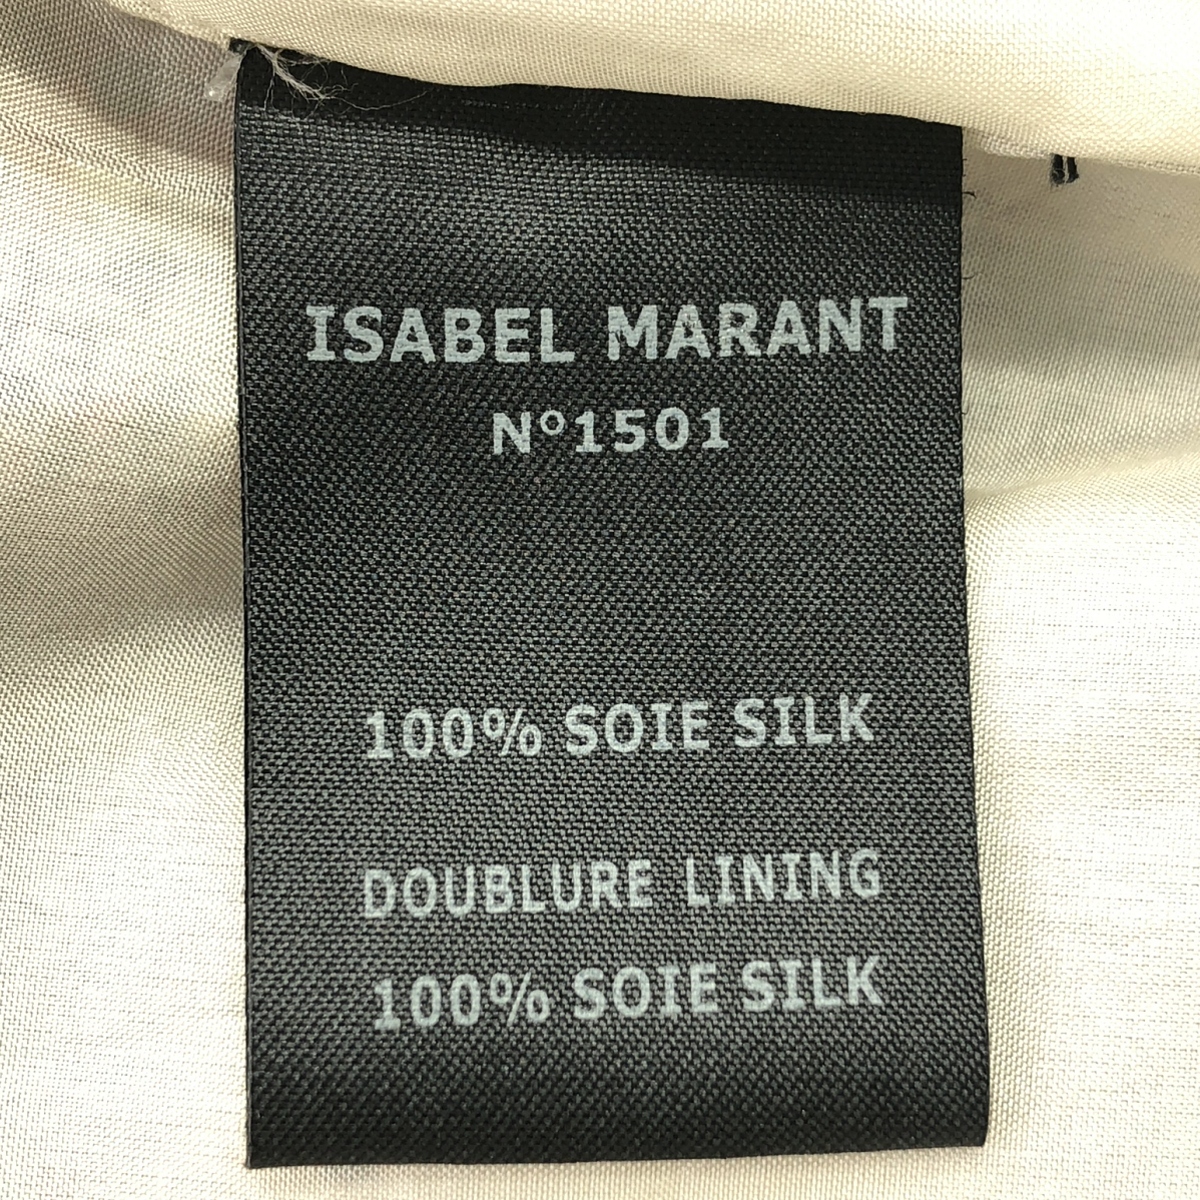 ISABEL MARANT
N°1501
100% SOIE SILK
DOUBLURE LINING
100% SOIE SILK